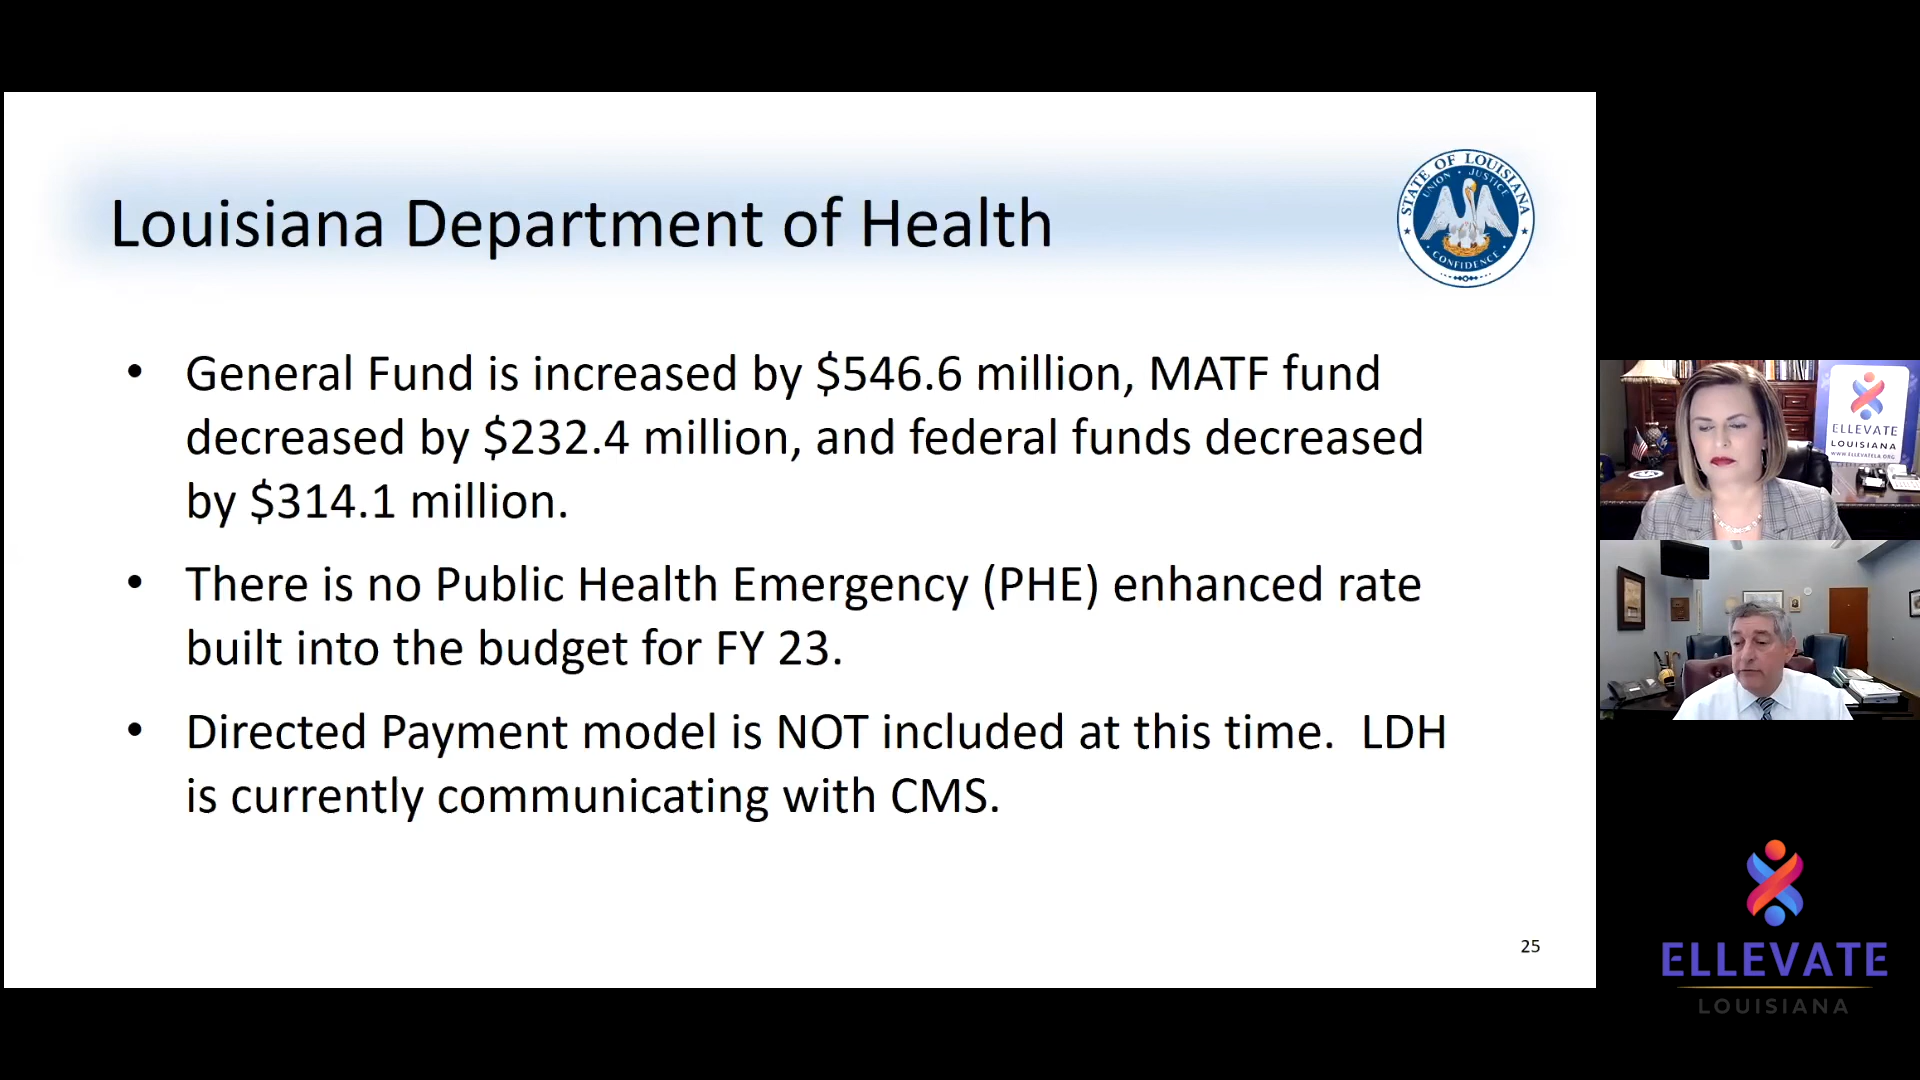 Louisiana Department of Health
STATE OF LOUISIANA
UNION · JUSTICE
CONFIDENCE
• General Fund is increased by $546.6 million, MATF fund
decreased by $232.4 million, and federal funds decreased
by $314.1 million.
• There is no Public Health Emergency (PHE) enhanced rate
built into the budget for FY 23.
• Directed Payment model is NOT included at this time.  LDH
is currently communicating with CMS.
25
ELLEVATE
LOUISIANA
WWW.ELLEVATELA.ORG
ELLEVATE
LOUISIANA